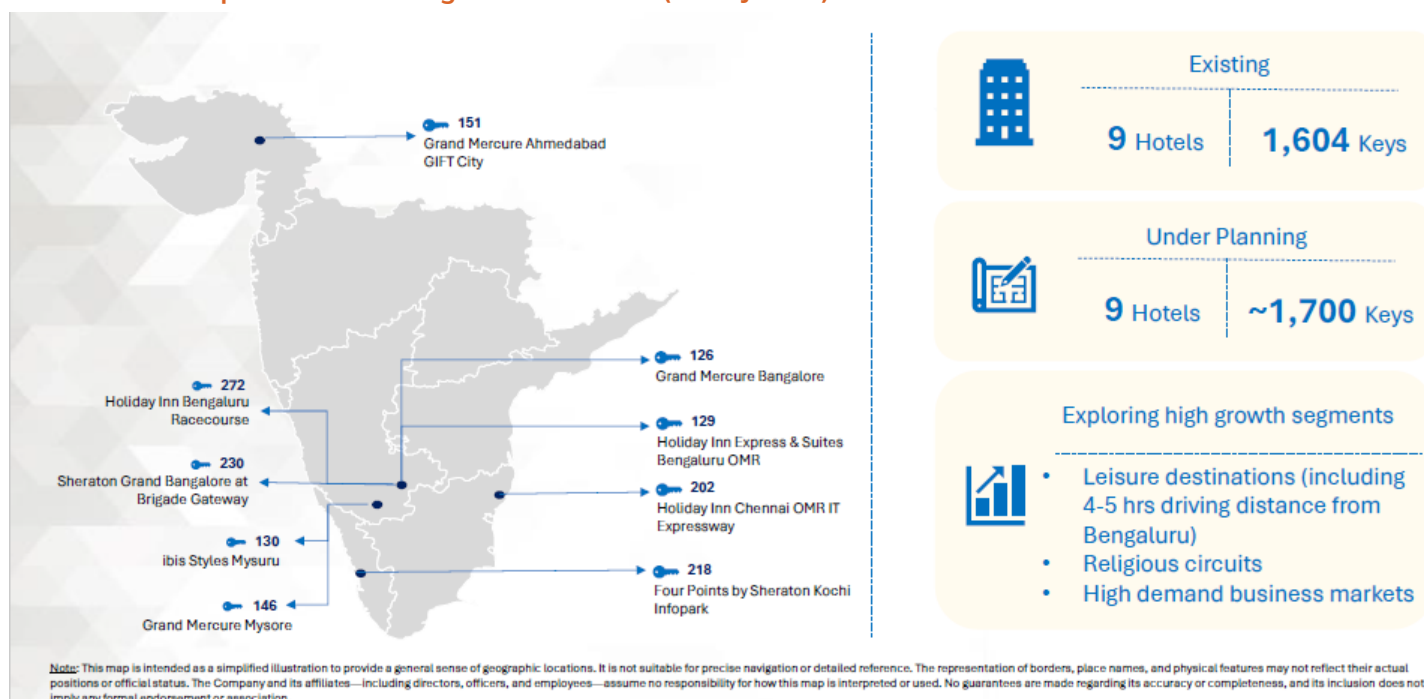 151
Grand Mercure Ahmedabad
GIFT City
126
Grand Mercure Bangalore
272
Holiday Inn Bengaluru
Racecourse
129
Holiday Inn Express & Suites
Bengaluru OMR
230
Sheraton Grand Bangalore at
Brigade Gateway
202
Holiday Inn Chennai OMR IT
Expressway
130
ibis Styles Mysuru
218
Four Points by Sheraton Kochi
Infopark
146
Grand Mercure Mysore
Existing
9 Hotels
1,604 Keys
Under Planning
9 Hotels
~1,700 Keys
Exploring high growth segments
• Leisure destinations (including
4-5 hrs driving distance from
Bengaluru)
• Religious circuits
• High demand business markets
Note: This map is intended as a simplified illustration to provide a general sense of geographic locations. It is not suitable for precise navigation or detailed reference. The representation of borders, place names, and physical features may not reflect their actual
positions or official status. The Company and its affiliates—including directors, officers, and employees—assume no responsibility for how this map is interpreted or used. No guarantees are made regarding its accuracy or completeness, and its inclusion does not
imply any formal endorsement or association.